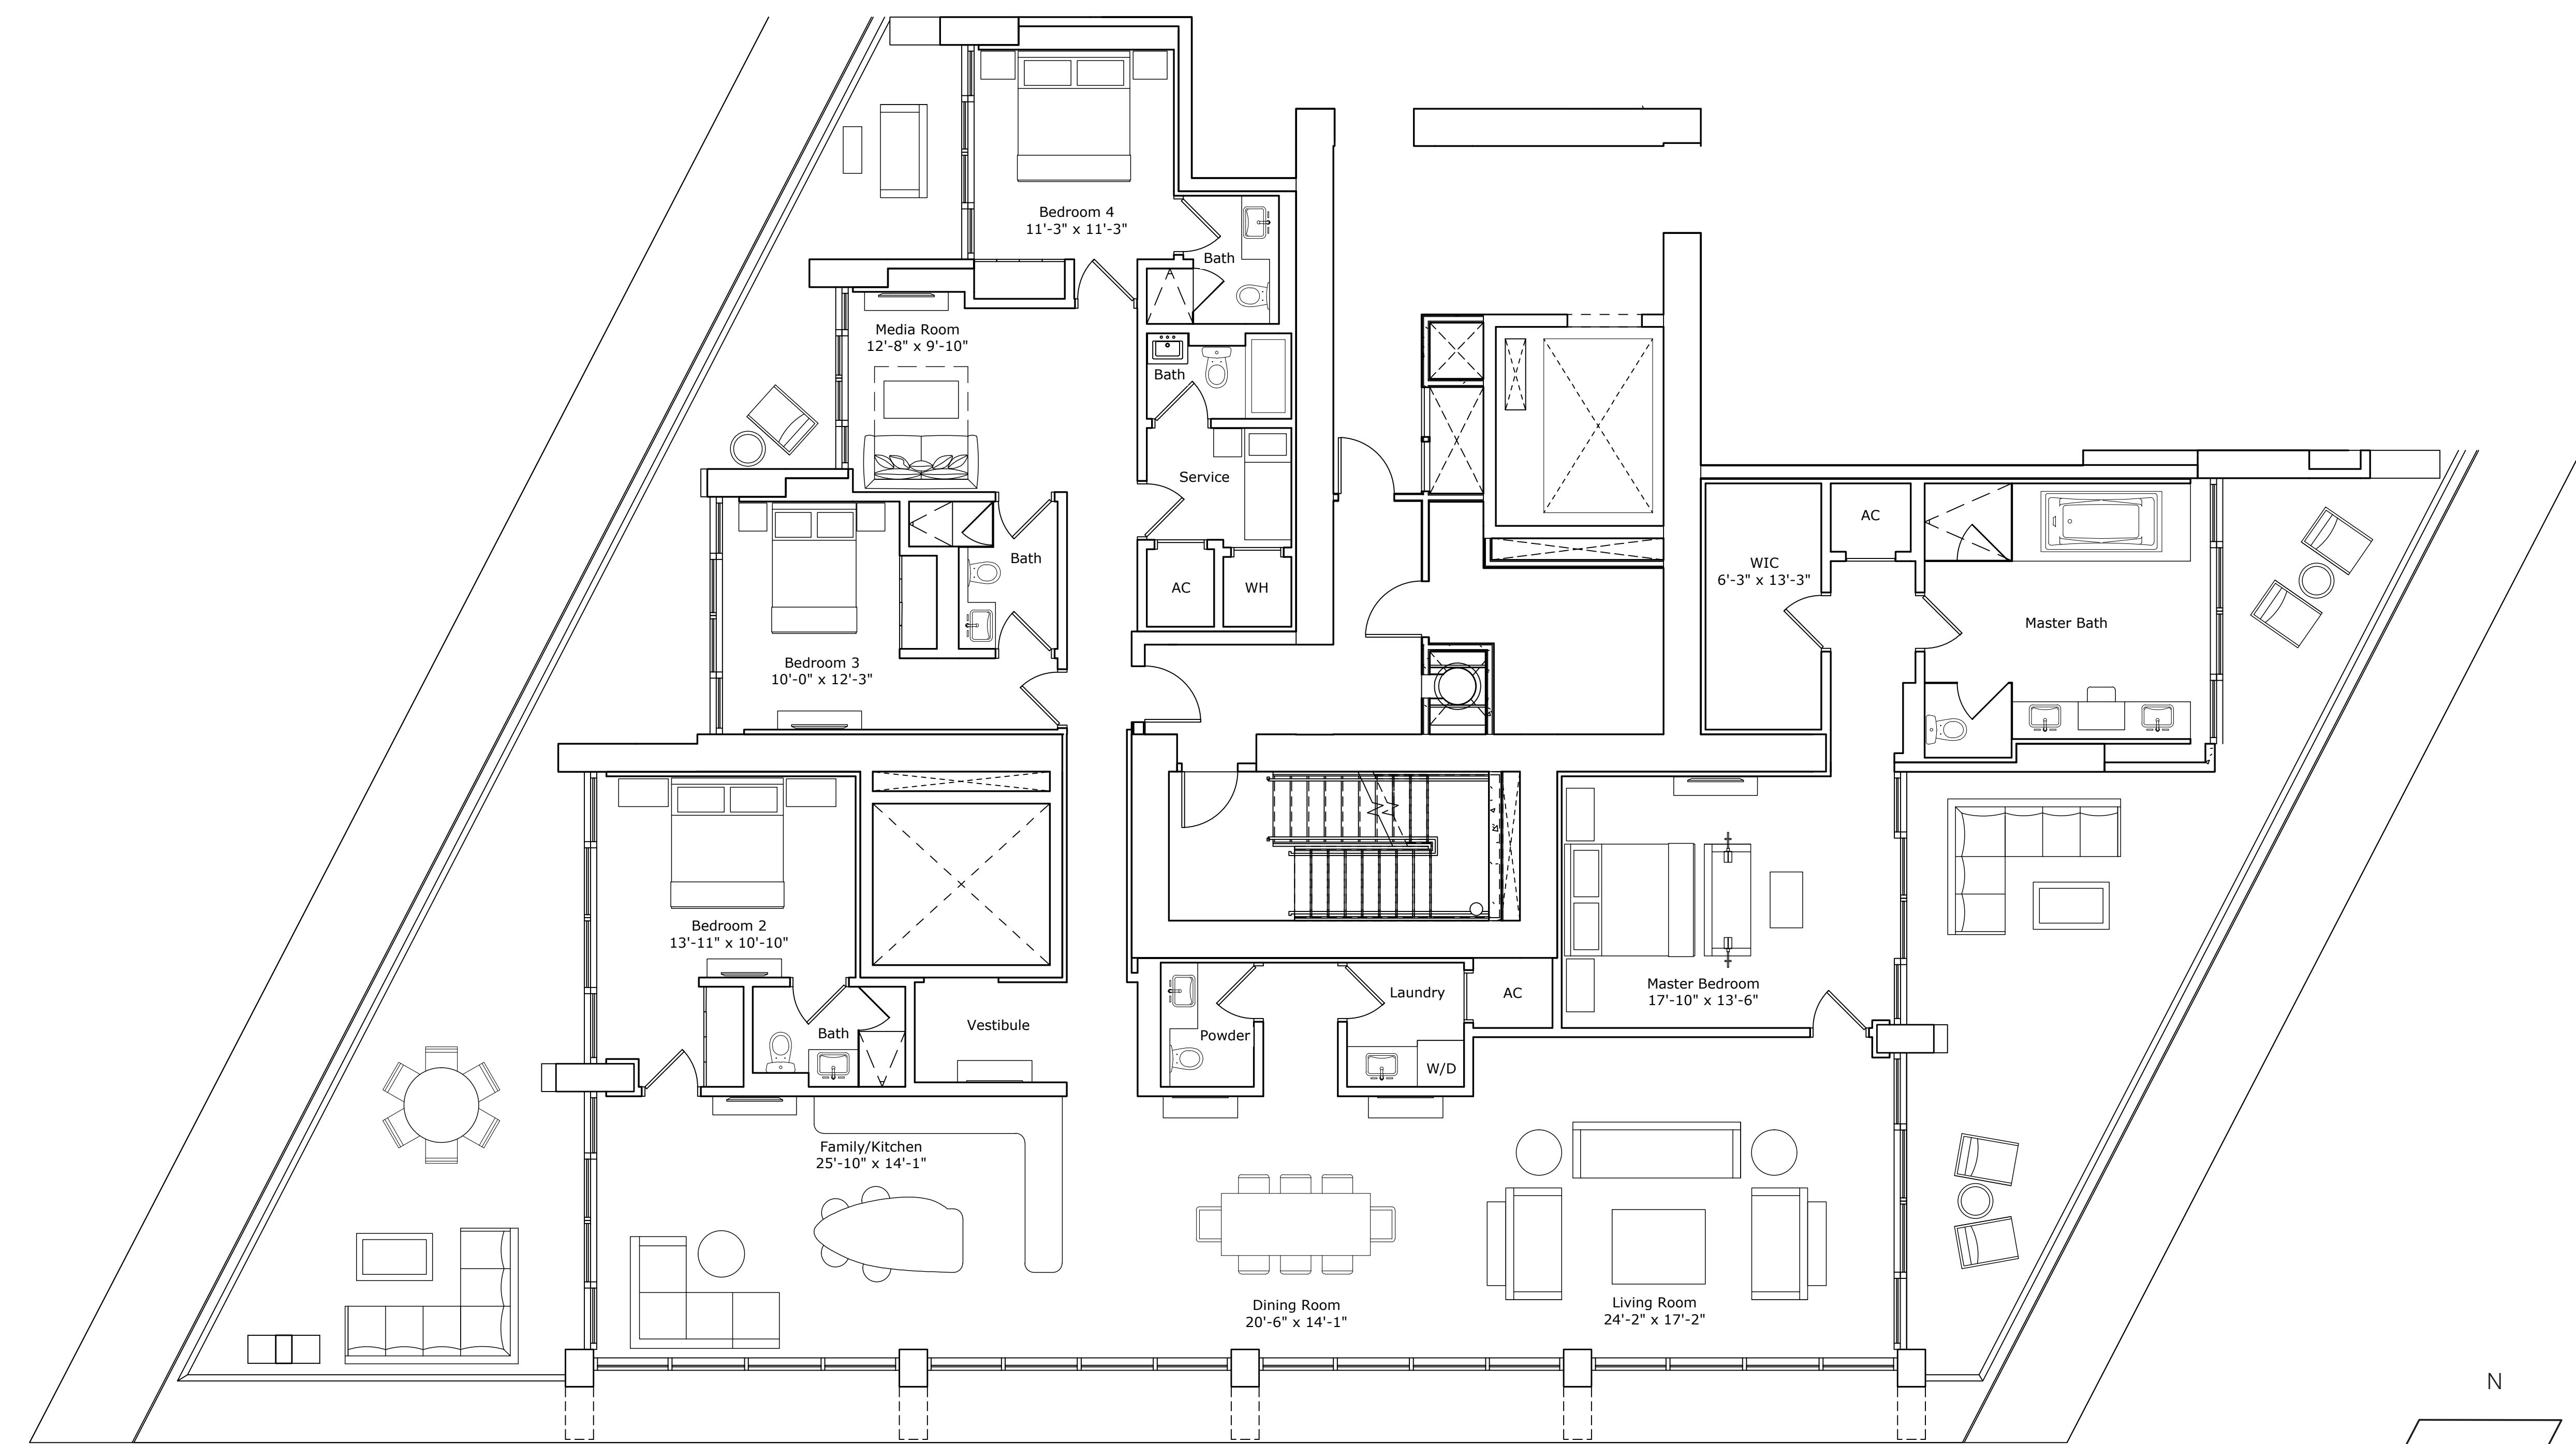 Bedroom 4
11'-3" x 11'-3"
Bath
Media Room
12'-8" x 9'-10"
Bath
Service
AC
WH
Bath
Bedroom 3
10'-0" x 12'-3"
AC
WIC
6'-3" x 13'-3"
Master Bath
Bedroom 2
13'-11" x 10'-10"
Bath
Vestibule
Powder
Laundry
AC
W/D
Master Bedroom
17'-10" x 13'-6"
Family/Kitchen
25'-10" x 14'-1"
Dining Room
20'-6" x 14'-1"
Living Room
24'-2" x 17'-2"
N